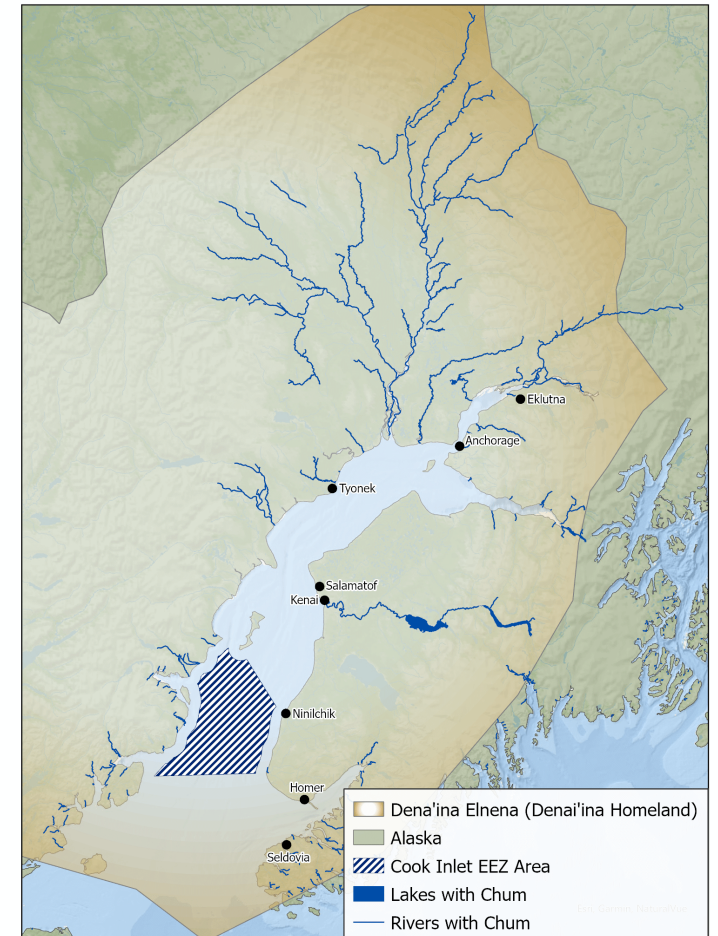 Eklutna
Anchorage
Tyonek
Salamatof
Kenai
Ninilchik
Homer
Seldovia
Dena'ina Elnena (Denai'ina Homeland)
Alaska
Cook Inlet EEZ Area
Lakes with Chum
Rivers with Chum